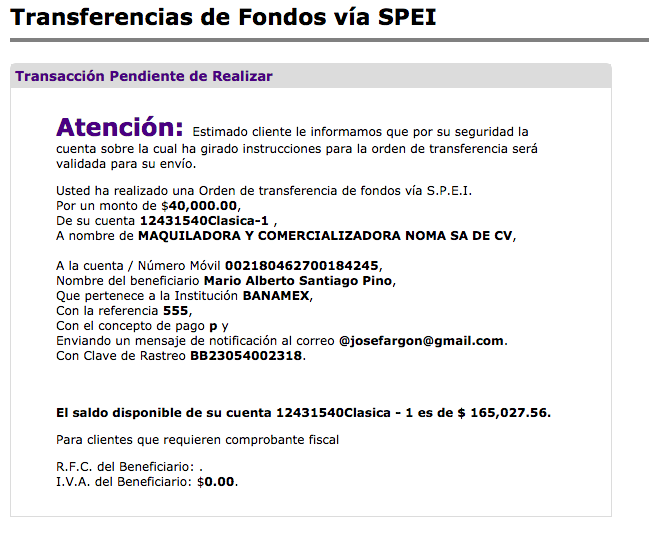 Transferencias de Fondos vía SPEI
Transacción Pendiente de Realizar
Atención: Estimado cliente le informamos que por su seguridad la
cuenta sobre la cual ha girado instrucciones para la orden de transferencia será
validada para su envío.
Usted ha realizado una Orden de transferencia de fondos vía S.P.E.I.
Por un monto de $40,000.00,
De su cuenta 12431540Clasica-1 ,
A nombre de MAQUILADORA Y COMERCIALIZADORA NOMA SA DE CV,
A la cuenta / Número Móvil 002180462700184245,
Nombre del beneficiario Mario Alberto Santiago Pino,
Que pertenece a la Institución BANAMEX,
Con la referencia 555,
Con el concepto de pago p y
Enviando un mensaje de notificación al correo @josefargon@gmail.com.
Con Clave de Rastreo BB23054002318.
El saldo disponible de su cuenta 12431540Clasica - 1 es de $ 165,027.56.
Para clientes que requieren comprobante fiscal
R.F.C. del Beneficiario: .
I.V.A. del Beneficiario: $0.00.